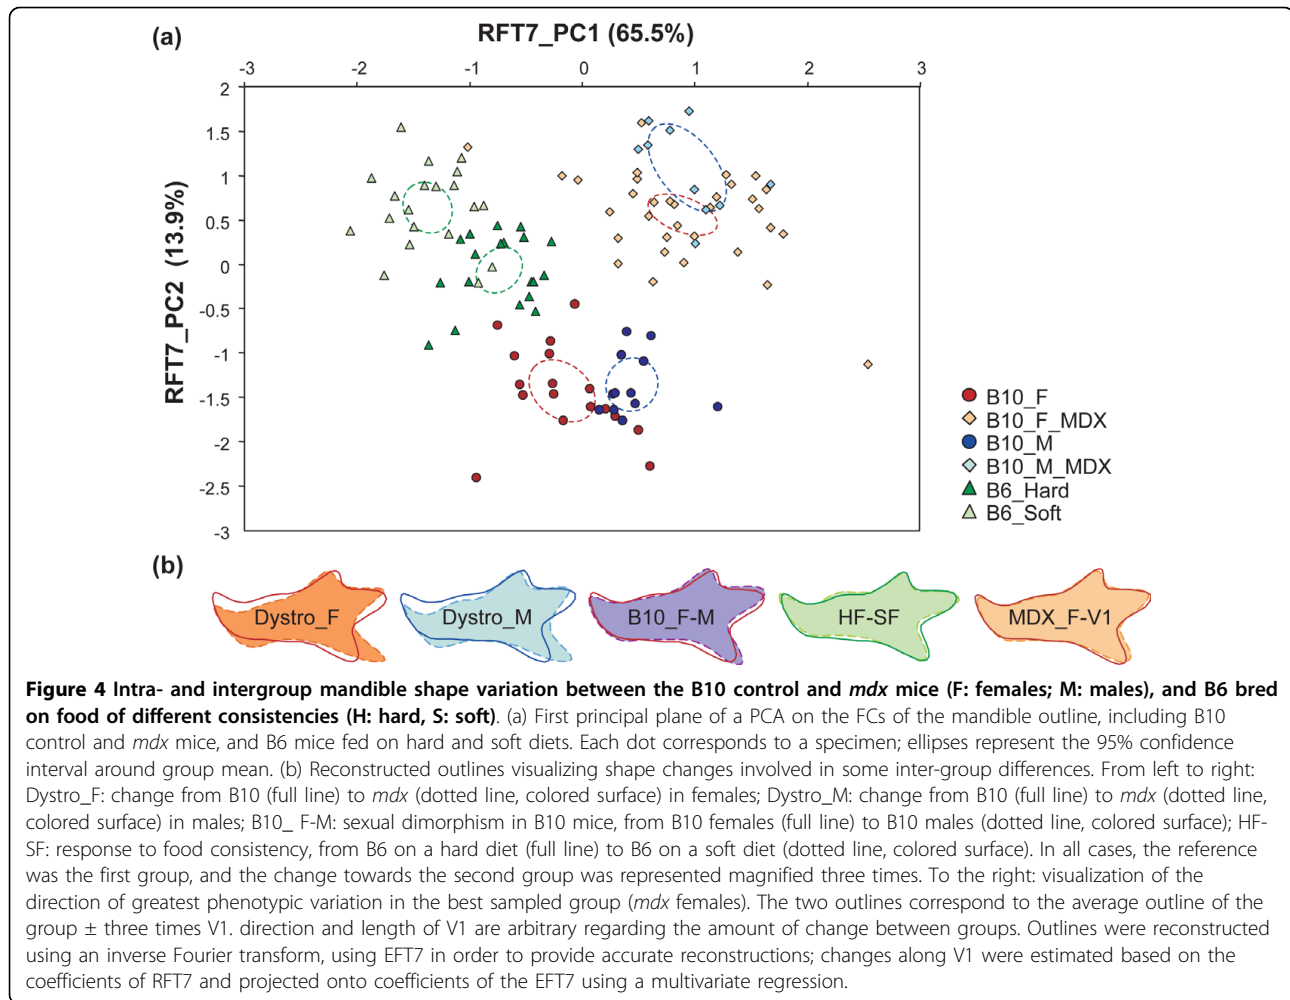 (a)
RFT7_PC1 (65.5%)
-3 -2 -1 0 1 2 3
2
1.5
1
0.5
0
-0.5
-1
-1.5
-2
-2.5
-3
RFT7_PC2 (13.9%)
B10_F
B10_F_MDX
B10_M
B10_M_MDX
B6_Hard
B6_Soft
(b)
Dystro_F Dystro_M B10_F-M HF-SF MDX_F-V1
Figure 4 Intra- and intergroup mandible shape variation between the B10 control and mdx mice (F: females; M: males), and B6 bred
on food of different consistencies (H: hard, S: soft). (a) First principal plane of a PCA on the FCs of the mandible outline, including B10
control and mdx mice, and B6 mice fed on hard and soft diets. Each dot corresponds to a specimen; ellipses represent the 95% confidence
interval around group mean. (b) Reconstructed outlines visualizing shape changes involved in some inter-group differences. From left to right:
Dystro_F: change from B10 (full line) to mdx (dotted line, colored surface) in females; Dystro_M: change from B10 (full line) to mdx (dotted line,
colored surface) in males; B10_ F-M: sexual dimorphism in B10 mice, from B10 females (full line) to B10 males (dotted line, colored surface); HF-
SF: response to food consistency, from B6 on a hard diet (full line) to B6 on a soft diet (dotted line, colored surface). In all cases, the reference
was the first group, and the change towards the second group was represented magnified three times. To the right: visualization of the
direction of greatest phenotypic variation in the best sampled group (mdx females). The two outlines correspond to the average outline of the
group ± three times V1. direction and length of V1 are arbitrary regarding the amount of change between groups. Outlines were reconstructed
using an inverse Fourier transform, using EFT7 in order to provide accurate reconstructions; changes along V1 were estimated based on the
coefficients of RFT7 and projected onto coefficients of the EFT7 using a multivariate regression.